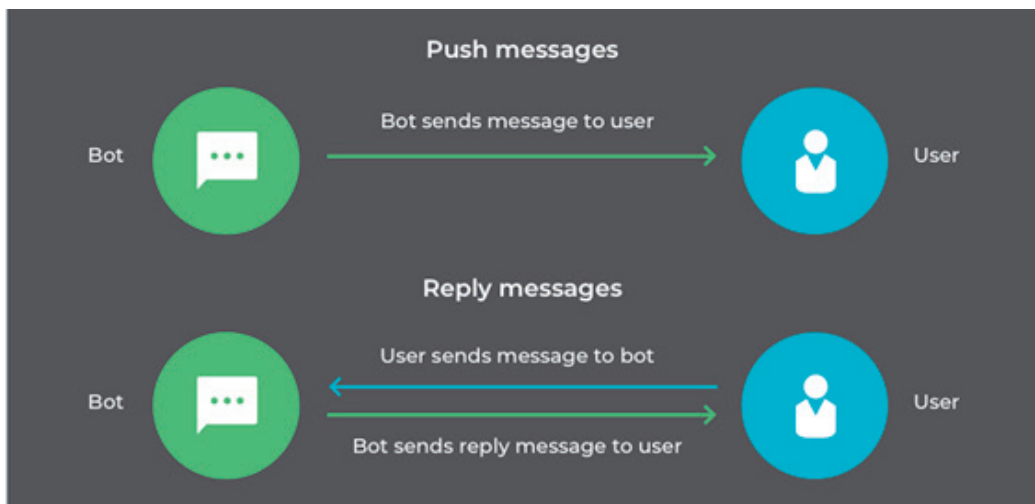 Push messages
Bot sends message to user
Bot
User
Reply messages
User sends message to bot
Bot
User
Bot sends reply message to user